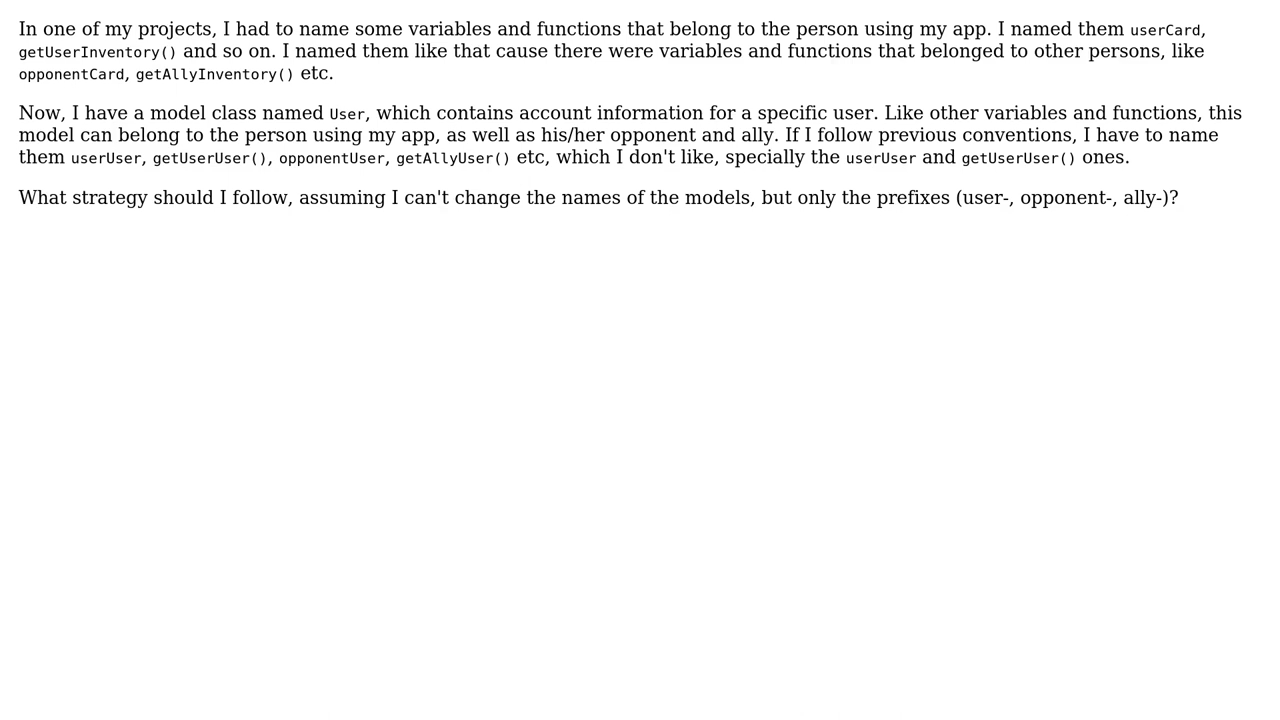 In one of my projects, I had to name some variables and functions that belong to the person using my app. I named them userCard,
getUserInventory() and so on. I named them like that cause there were variables and functions that belonged to other persons, like
opponentCard, getAllyInventory() etc.
Now, I have a model class named User, which contains account information for a specific user. Like other variables and functions, this
model can belong to the person using my app, as well as his/her opponent and ally. If I follow previous conventions, I have to name
them userUser, getUserUser(), opponentUser, getAllyUser() etc, which I don't like, specially the userUser and getUserUser() ones.
What strategy should I follow, assuming I can't change the names of the models, but only the prefixes (user-, opponent-, ally-)?